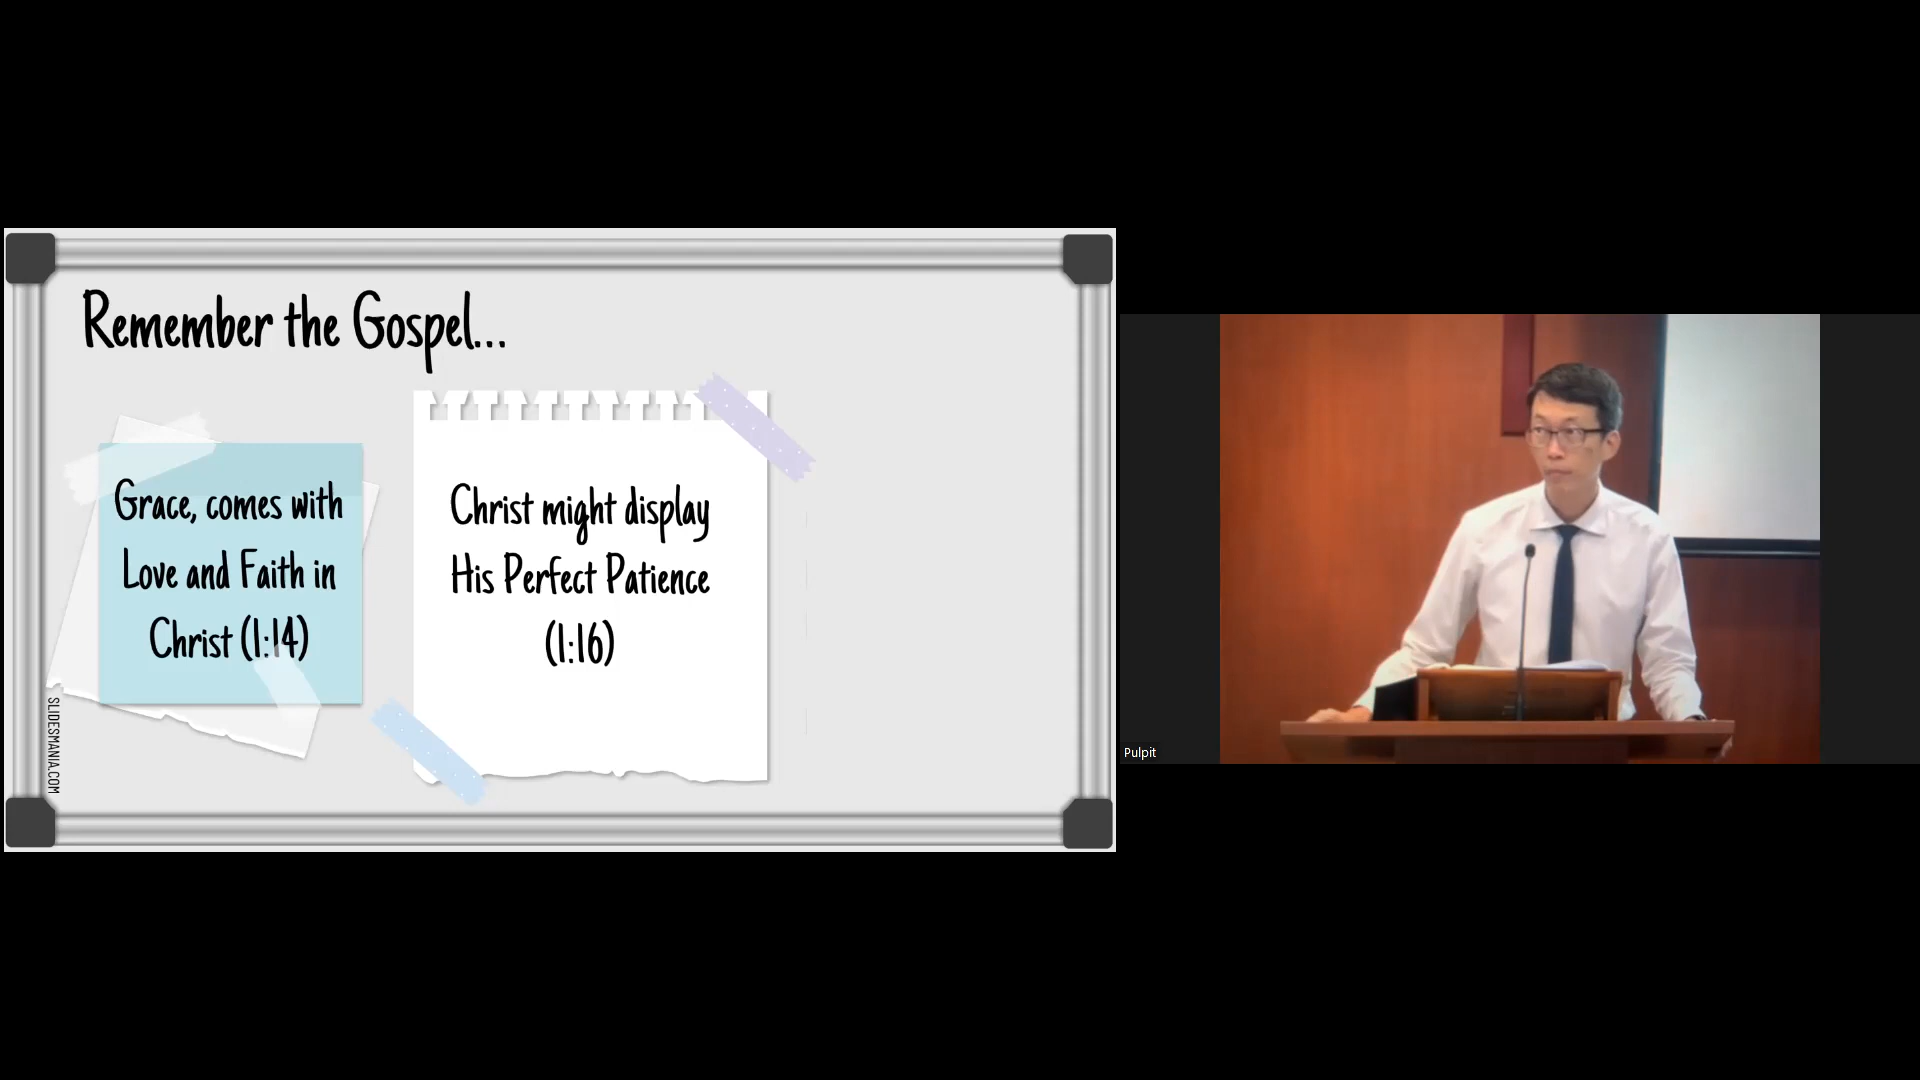 Remember the Gospel...
Grace, comes with
Love and Faith in
Christ (1:14)
Christ might display
His Perfect Patience
(1:16)
SLIDESMANIA.COM
Pulpit